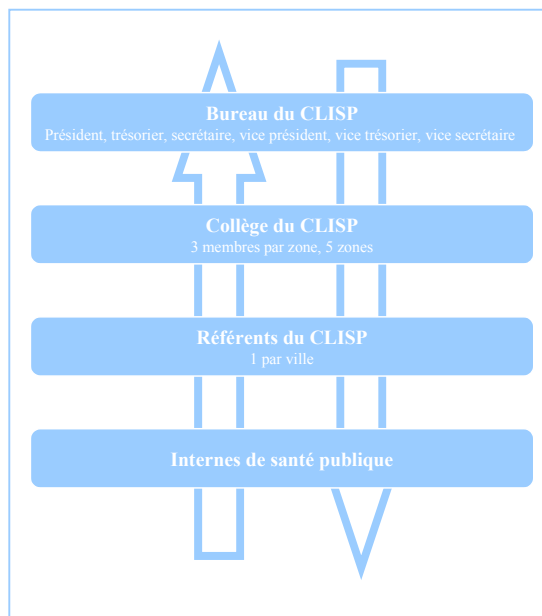 Bureau du CLISP
Président, trésorier, secrétaire, vice président, vice trésorier, vice secrétaire
Collège du CLISP
3 membres par zone, 5 zones
Référents du CLISP
1 par ville
Internes de santé publique